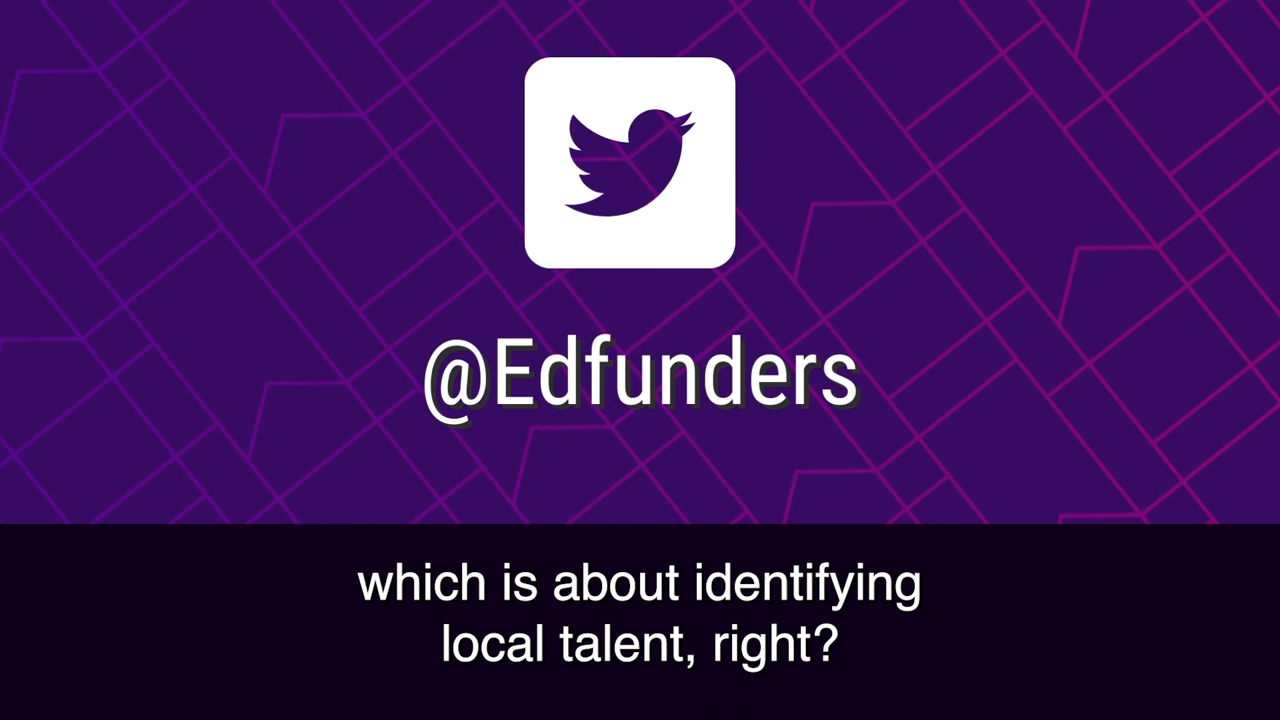 @Edfunders
which is about identifying
local talent, right?